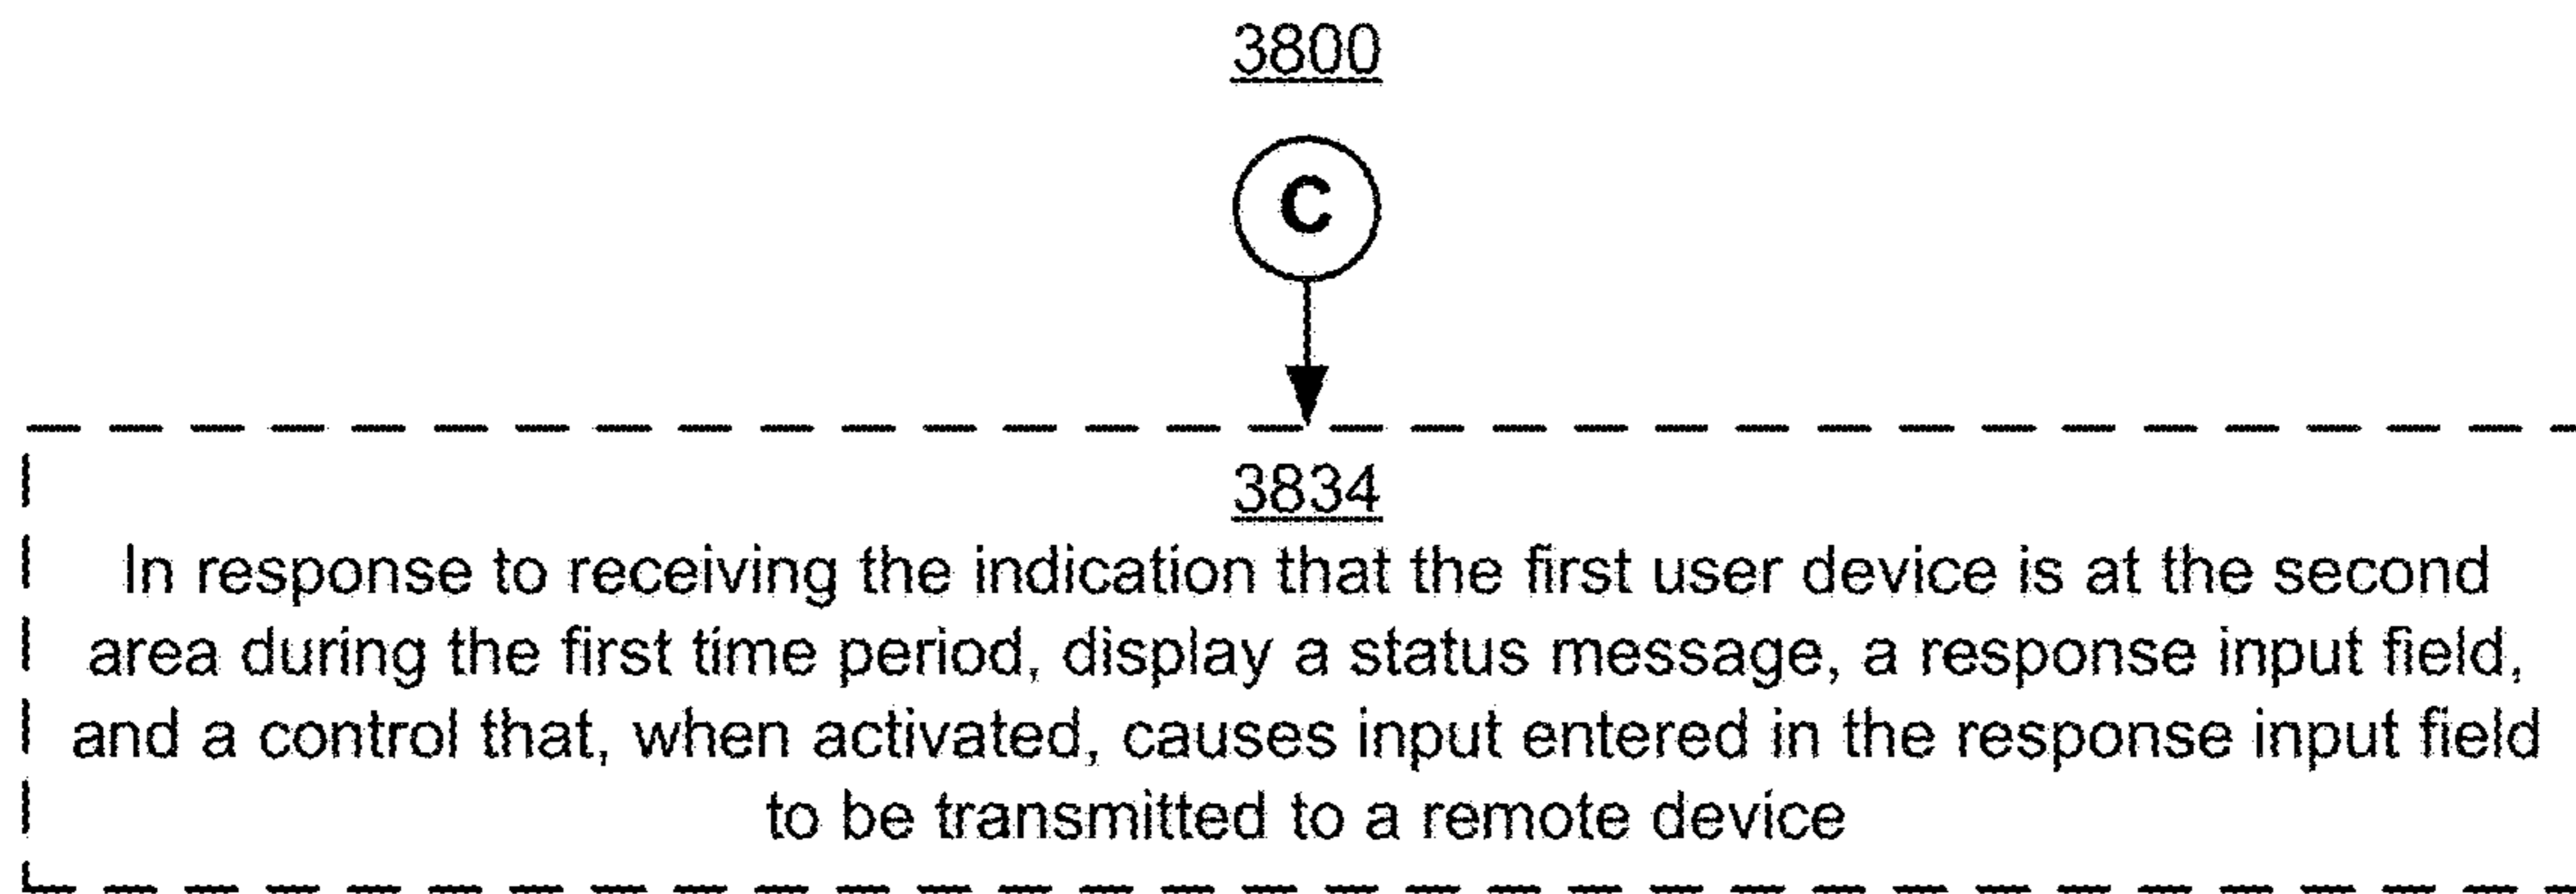 3800
C
3834
In response to receiving the indication that the first user device is at the second
area during the first time period, display a status message, a response input field,
and a control that, when activated, causes input entered in the response input field
to be transmitted to a remote device